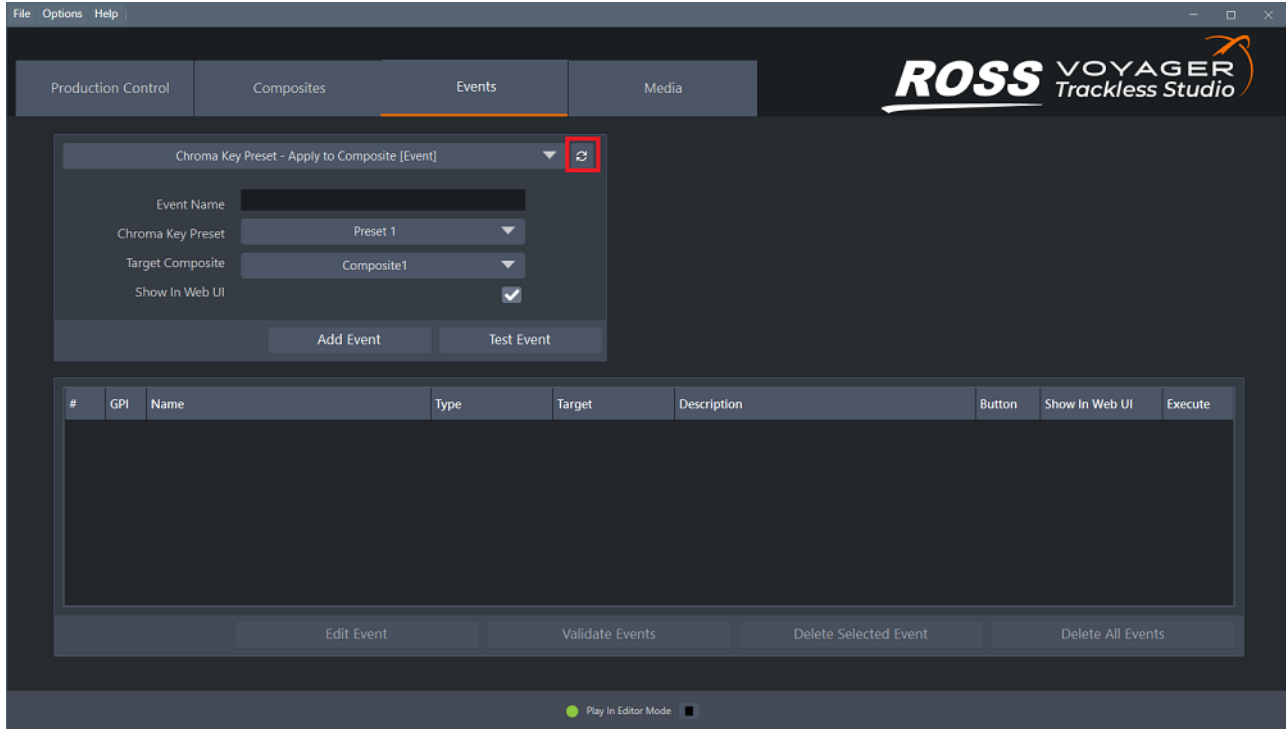 File Options Help
ROSS VOYAGER
Trackless Studio
Production Control Composites Events Media
Chroma Key Preset - Apply to Composite [Event]
Event Name
Chroma Key Preset Preset 1
Target Composite Composite1
Show In Web UI
Add Event Test Event
# GPI Name Type Target Description Button Show In Web UI Execute
Edit Event Validate Events Delete Selected Event Delete All Events
Play In Editor Mode